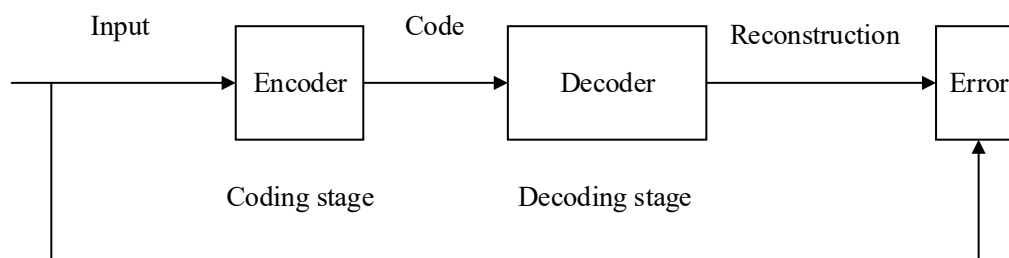 Input
Code
Reconstruction
Encoder
Decoder
Error
Coding stage
Decoding stage